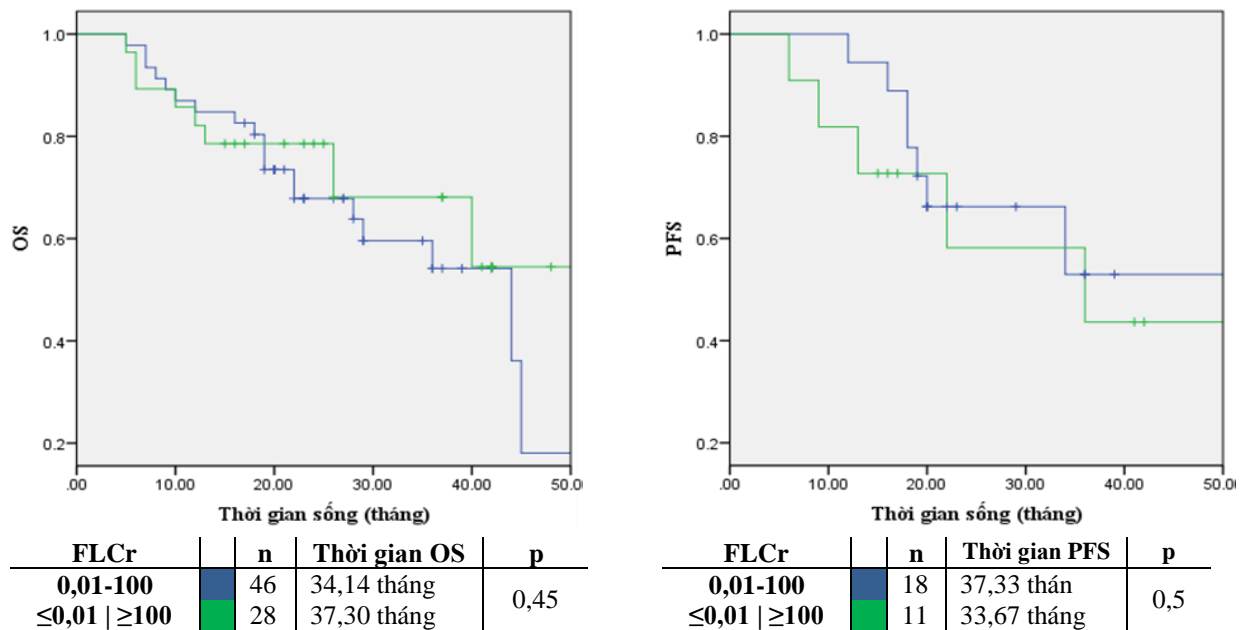 1.0
0.8
0.6
0.4
0.2
OS
.00 10.00 20.00 30.00 40.00 50.0
Thời gian sống (tháng)
FLCr n Thời gian OS p
0,01-100 46 34,14 tháng
≤0,01 | ≥100 28 37,30 tháng
0,45
1.0
0.8
0.6
0.4
0.2
PFS
.00 10.00 20.00 30.00 40.00 50.0
Thời gian sống (tháng)
FLCr n Thời gian PFS p
0,01-100 18 37,33 thán
≤0,01 | ≥100 11 33,67 tháng
0,5